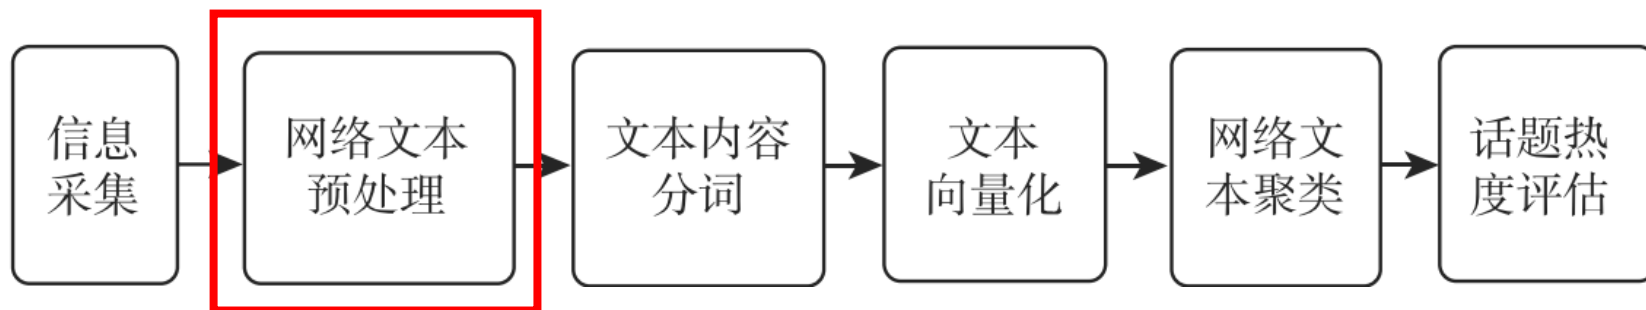 信息
采集
网络文本
预处理
文本内容
分词
文本
向量化
网络文
本聚类
话题热
度评估